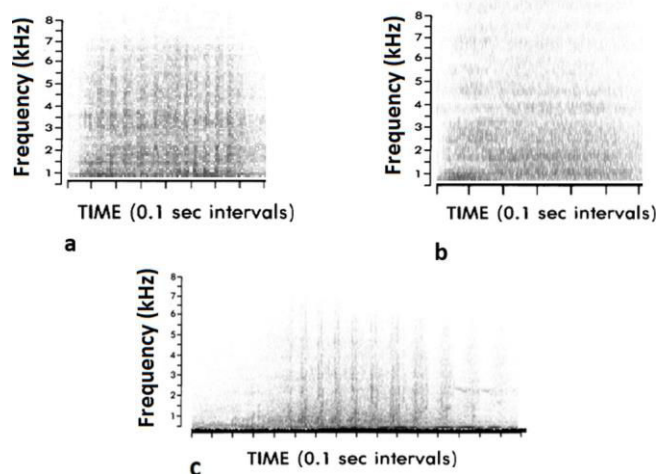 Frequency (kHz)
8
7
6
5
4
3
2
1
TIME (0.1 sec intervals)
a
Frequency (kHz)
8
7
6
5
4
3
2
1
TIME (0.1 sec intervals)
b
Frequency (kHz)
8
7
6
5
4
3
2
1
TIME (0.1 sec intervals)
c